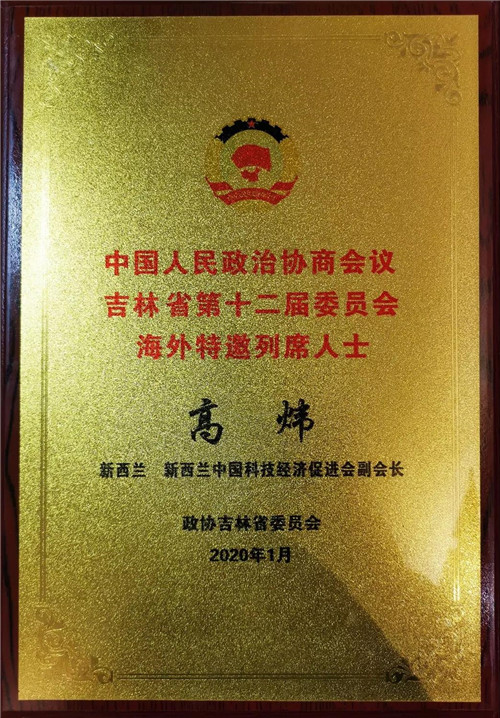 中国人民政治协商会议
吉林省第十二届委员会
海外特邀列席人士
高 炜
新西兰 新西兰中国科技经济促进会副会长
政协吉林省委员会
2020年1月